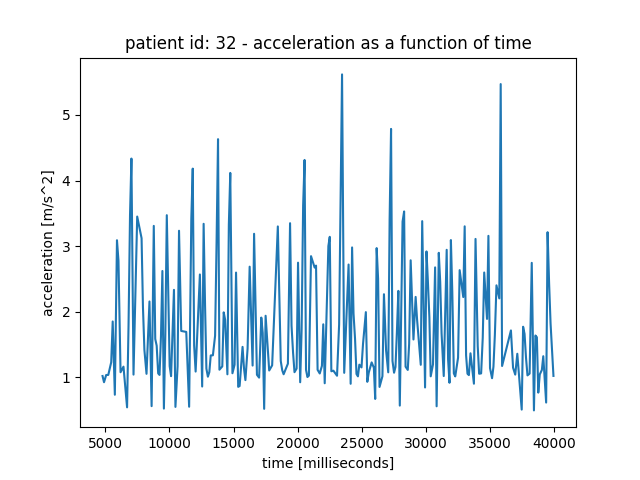 patient id: 32 - acceleration as a function of time
acceleration [m/s^2]
5
4
3
2
1
5000 10000 15000 20000 25000 30000 35000 40000
time [milliseconds]